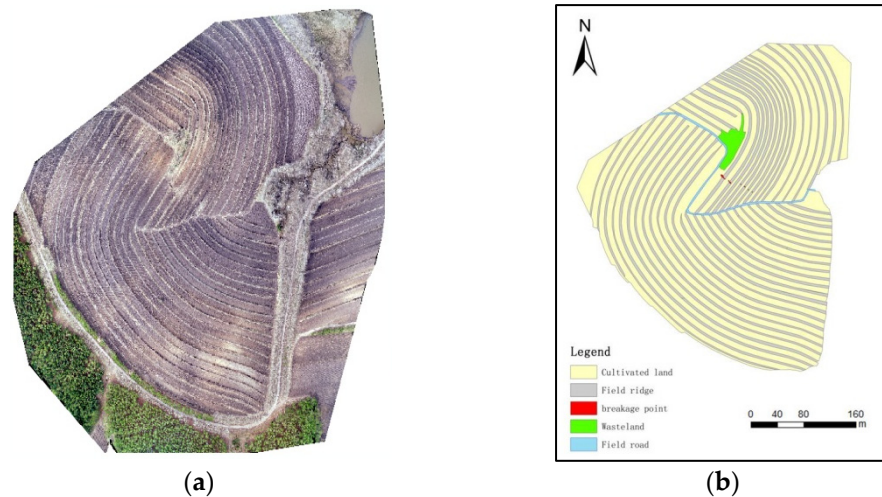 N
Legend
Cultivated land
Field ridge
breakage point
Wasteland
Field road
0 40 80 160
m
(a)
(b)